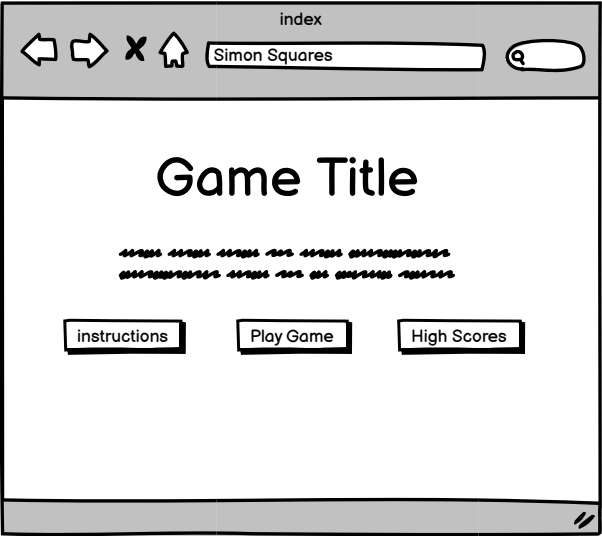 index
Simon Squares
Game Title
instructions
Play Game
High Scores